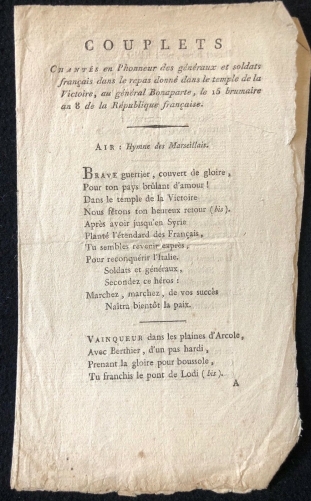 COUPLETS
CHANTÉS en l'honneur des généraux et soldats
français dans le repas donné dans le temple de la
Victoire, au général Bonaparte, le 15 brumaire
an 8 de la République française.
AIR : Hymne des Marseillais.
BRAVE guerrier, couvert de gloire,
Pour ton pays brûlant d'amour !
Dans le temple de la Victoire
Nous fêtons ton heureux retour (bis).
Après avoir jusqu'en Syrie
Planté l'étendard des Français,
Tu sembles revenir exprès,
Pour reconquérir l'Italie.
Soldats et généraux,
Secondez ce héros :
Marchez, marchez, de vos succès
Naîtra bientôt la paix.
VAINQUEUR dans les plaines d'Arcole,
Avec Berthier, d'un pas hardi,
Prenant la gloire pour boussole,
Tu franchis le pont de Lodi (bis).
A